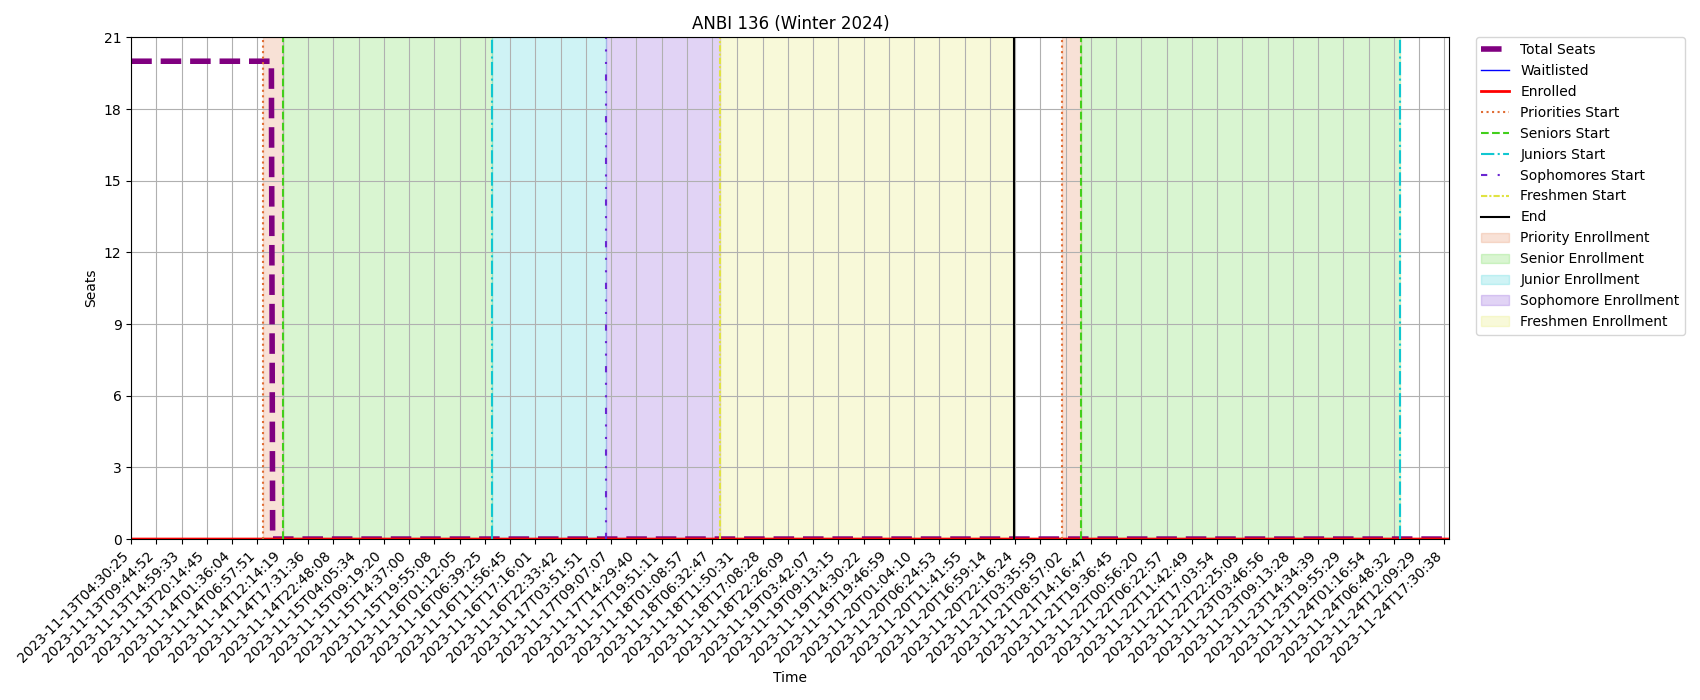 ANBI 136 (Winter 2024)
21
18
15
12
9
6
3
0
Seats
2023-11-13T04:30:25
2023-11-13T09:44:52
2023-11-13T14:59:33
2023-11-13T20:14:45
2023-11-14T01:36:04
2023-11-14T06:57:51
2023-11-14T12:14:19
2023-11-14T17:31:36
2023-11-14T22:48:08
2023-11-15T04:05:34
2023-11-15T09:19:20
2023-11-15T14:37:00
2023-11-15T19:55:08
2023-11-16T01:12:05
2023-11-16T06:39:25
2023-11-16T11:56:45
2023-11-16T17:16:01
2023-11-16T22:33:42
2023-11-17T03:51:51
2023-11-17T09:07:07
2023-11-17T14:29:40
2023-11-17T19:51:11
2023-11-18T01:08:57
2023-11-18T06:32:47
2023-11-18T11:50:31
2023-11-18T17:08:28
2023-11-18T22:26:09
2023-11-19T03:42:07
2023-11-19T09:13:15
2023-11-19T14:30:22
2023-11-19T19:46:59
2023-11-20T01:04:10
2023-11-20T06:24:53
2023-11-20T11:41:55
2023-11-20T16:59:14
2023-11-20T22:16:24
2023-11-21T03:35:59
2023-11-21T08:57:02
2023-11-21T14:16:47
2023-11-21T19:36:45
2023-11-22T00:56:20
2023-11-22T06:22:57
2023-11-22T11:42:49
2023-11-22T17:03:54
2023-11-22T22:25:09
2023-11-23T03:46:56
2023-11-23T09:13:28
2023-11-23T14:34:39
2023-11-23T19:55:29
2023-11-24T01:16:54
2023-11-24T06:48:32
2023-11-24T12:09:29
2023-11-24T17:30:38
Time
Total Seats
Waitlisted
Enrolled
Priorities Start
Seniors Start
Juniors Start
Sophomores Start
Freshmen Start
End
Priority Enrollment
Senior Enrollment
Junior Enrollment
Sophomore Enrollment
Freshmen Enrollment